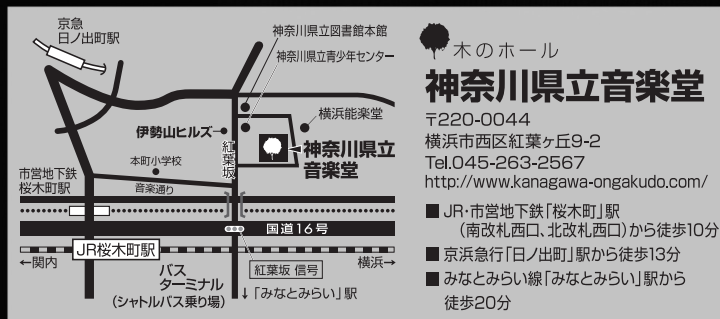 京急
日ノ出町駅
神奈川県立図書館本館
神奈川県立青少年センター
横浜能楽堂
伊勢山ヒルズ
紅葉坂
神奈川県立
音楽堂
本町小学校
音楽通り
市営地下鉄
桜木町駅
国道16号
JR桜木町駅
←関内
バス
ターミナル
(シャトルバス乗り場)
紅葉坂 信号
横浜→
↓「みなとみらい」駅
木のホール
神奈川県立音楽堂
〒220-0044
横浜市西区紅葉ヶ丘9-2
Tel.045-263-2567
http://www.kanagawa-ongakudo.com/
■ JR・市営地下鉄「桜木町」駅
(南改札西口、北改札西口)から徒歩10分
■ 京浜急行「日ノ出町」駅から徒歩13分
■ みなとみらい線「みなとみらい」駅から
徒歩20分